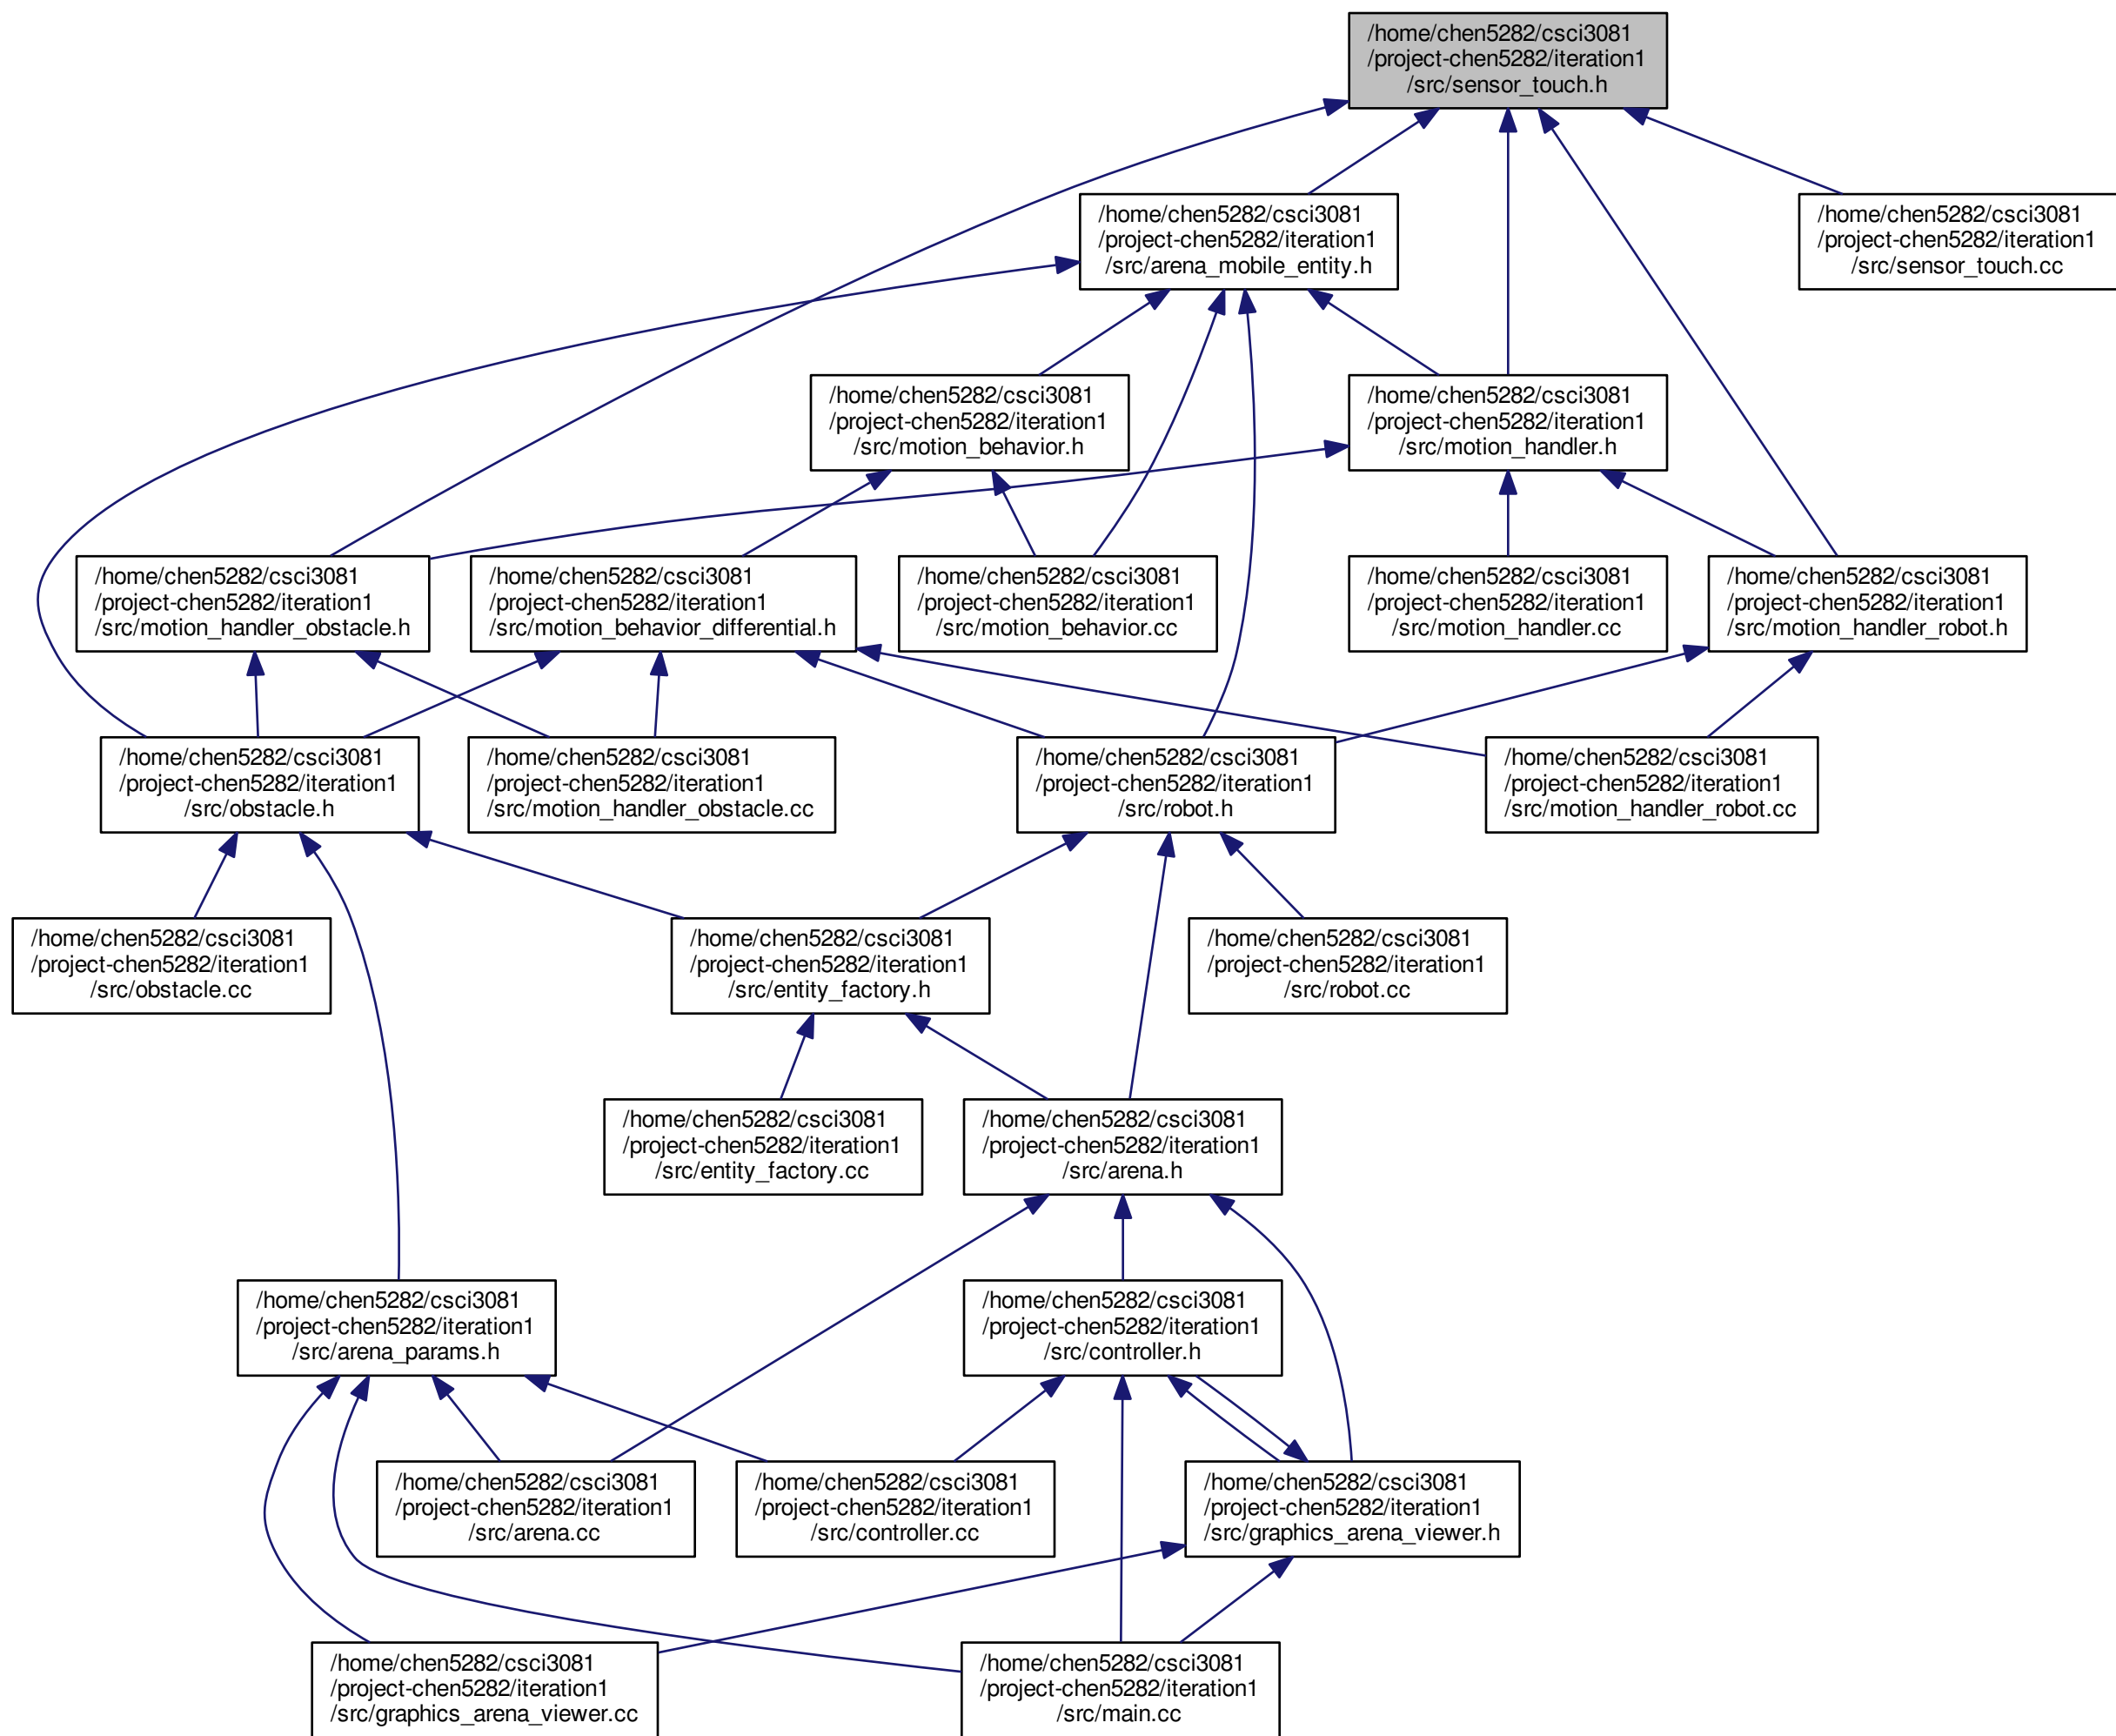 /home/chen5282/csci3081
/project-chen5282/iteration1
/src/sensor_touch.h
/home/chen5282/csci3081
/project-chen5282/iteration1
/src/arena_mobile_entity.h
/home/chen5282/csci3081
/project-chen5282/iteration1
/src/sensor_touch.cc
/home/chen5282/csci3081
/project-chen5282/iteration1
/src/motion_behavior.h
/home/chen5282/csci3081
/project-chen5282/iteration1
/src/motion_handler.h
/home/chen5282/csci3081
/project-chen5282/iteration1
/src/motion_handler_obstacle.h
/home/chen5282/csci3081
/project-chen5282/iteration1
/src/motion_behavior_differential.h
/home/chen5282/csci3081
/project-chen5282/iteration1
/src/motion_behavior.cc
/home/chen5282/csci3081
/project-chen5282/iteration1
/src/motion_handler.cc
/home/chen5282/csci3081
/project-chen5282/iteration1
/src/motion_handler_robot.h
/home/chen5282/csci3081
/project-chen5282/iteration1
/src/obstacle.h
/home/chen5282/csci3081
/project-chen5282/iteration1
/src/motion_handler_obstacle.cc
/home/chen5282/csci3081
/project-chen5282/iteration1
/src/robot.h
/home/chen5282/csci3081
/project-chen5282/iteration1
/src/motion_handler_robot.cc
/home/chen5282/csci3081
/project-chen5282/iteration1
/src/obstacle.cc
/home/chen5282/csci3081
/project-chen5282/iteration1
/src/entity_factory.h
/home/chen5282/csci3081
/project-chen5282/iteration1
/src/robot.cc
/home/chen5282/csci3081
/project-chen5282/iteration1
/src/entity_factory.cc
/home/chen5282/csci3081
/project-chen5282/iteration1
/src/arena.h
/home/chen5282/csci3081
/project-chen5282/iteration1
/src/arena_params.h
/home/chen5282/csci3081
/project-chen5282/iteration1
/src/controller.h
/home/chen5282/csci3081
/project-chen5282/iteration1
/src/arena.cc
/home/chen5282/csci3081
/project-chen5282/iteration1
/src/controller.cc
/home/chen5282/csci3081
/project-chen5282/iteration1
/src/graphics_arena_viewer.h
/home/chen5282/csci3081
/project-chen5282/iteration1
/src/graphics_arena_viewer.cc
/home/chen5282/csci3081
/project-chen5282/iteration1
/src/main.cc